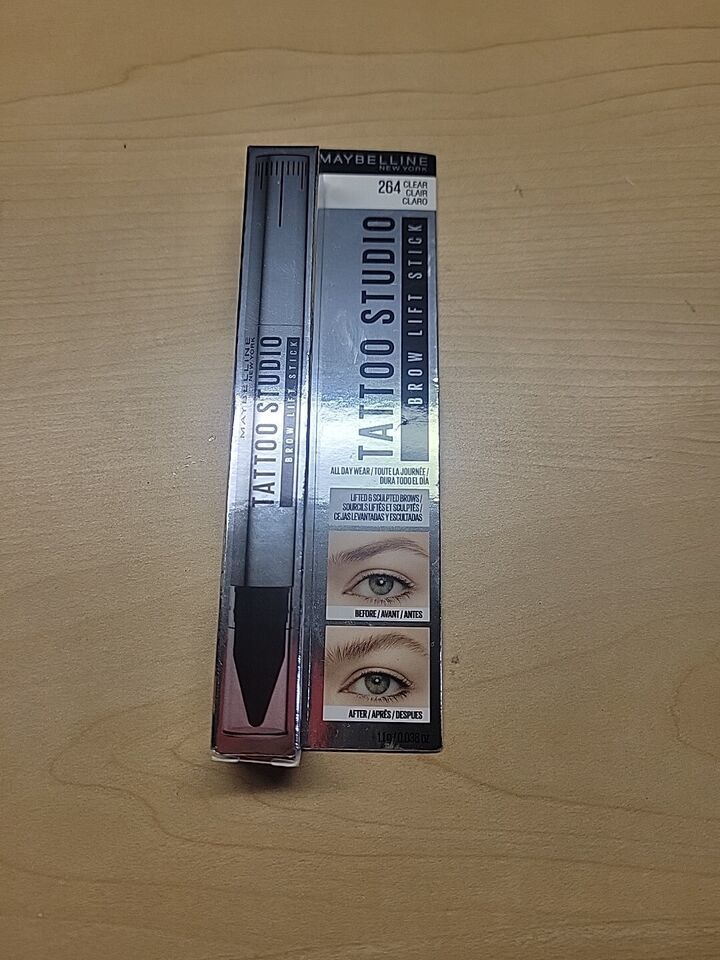 MAYBELLINE
NEW YORK
TATTOO STUDIO
BROW LIFT STICK
MAYBELLINE
NEW YORK
264 CLEAR
CLAIR
CLARO
TATTOO STUDIO
BROW LIFT STICK
ALL DAY WEAR / TOUTE LA JOURNÉE /
DURA TODO EL DÍA
LIFTED & SCULPTED BROWS /
SOURCILS LIFTÉS ET SCULPTÉS /
CEJAS LEVANTADAS Y ESCULTADAS
BEFORE / AVANT / ANTES
AFTER / APRÈS / DESPUES
1.1g / 0.038 oz